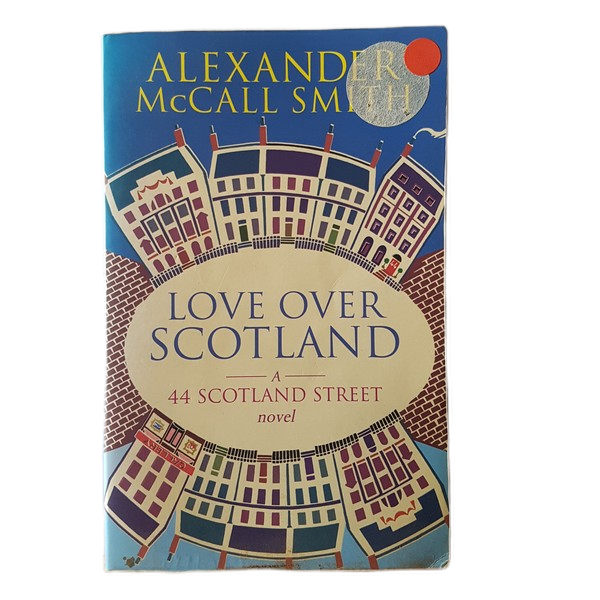 ALEXANDER
McCALL SMITH
LOVE OVER
SCOTLAND
A
44 SCOTLAND STREET
novel